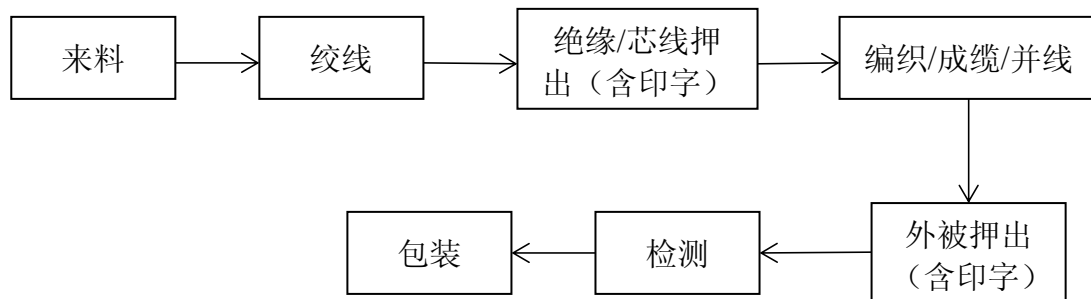 来料
绞线
绝缘/芯线押
出（含印字）
编织/成缆/并线
外被押出
（含印字）
检测
包装